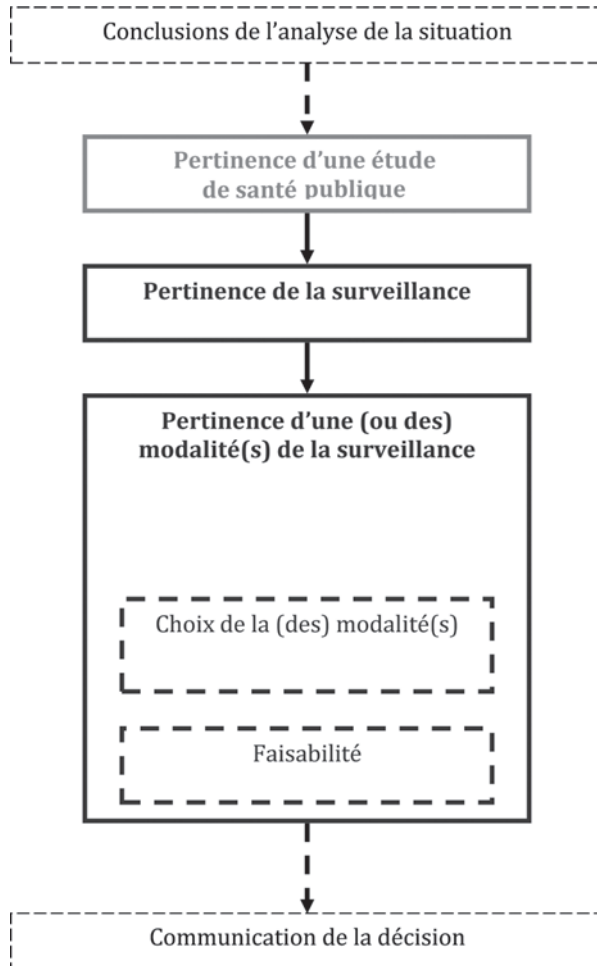 Conclusions de l’analyse de la situation
Pertinence d’une étude
de santé publique
Pertinence de la surveillance
Pertinence d’une (ou des)
modalité(s) de la surveillance
Choix de la (des) modalité(s)
Faisabilité
Communication de la décision